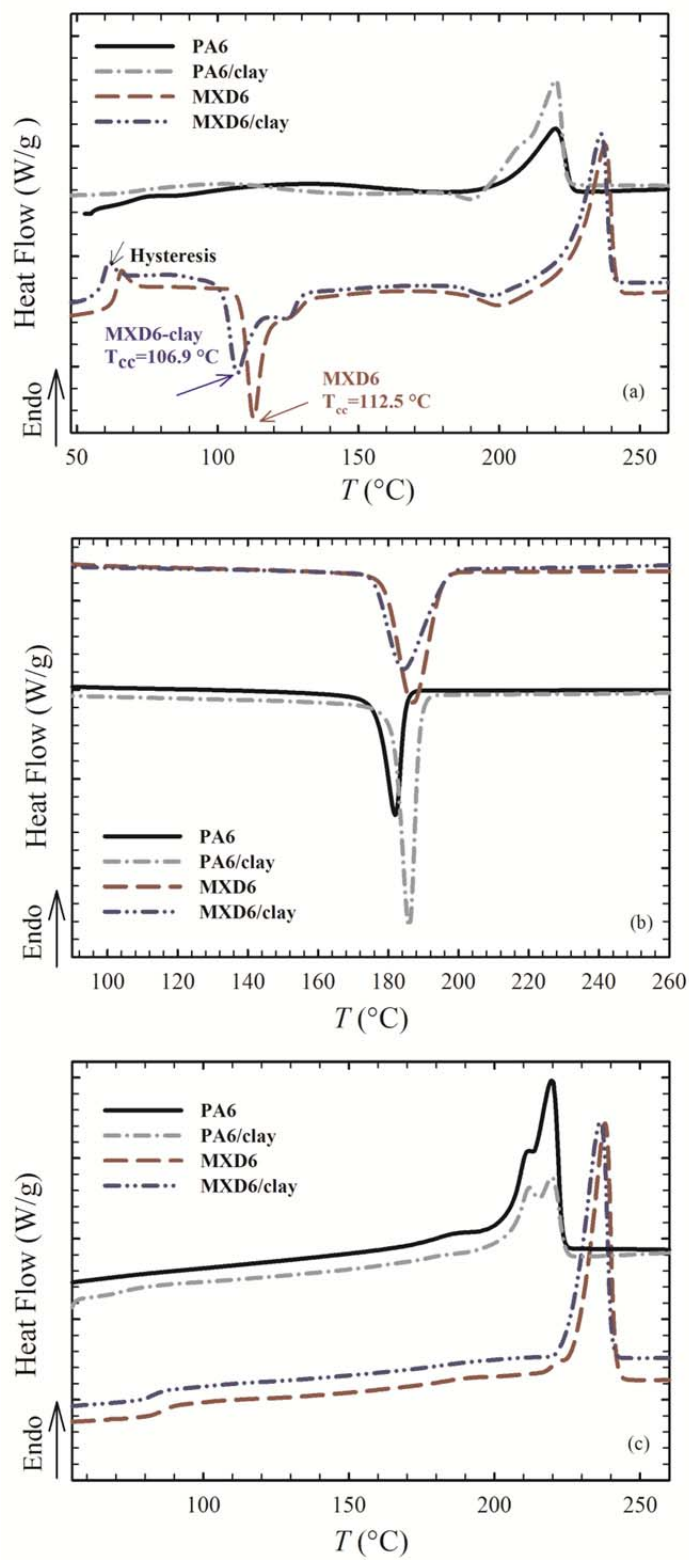 PA6
PA6/clay
MXD6
MXD6/clay
Hysteresis
MXD6-clay
Tcc=106.9 °C
MXD6
Tcc=112.5 °C
(a)
Heat Flow (W/g )
Endo
50 100 150 200 250
T (°C)
PA6
PA6/clay
MXD6
MXD6/clay
(b)
Heat Flow (W/g)
Endo
100 120 140 160 180 200 220 240 260
T (°C)
PA6
PA6/clay
MXD6
MXD6/clay
(c)
Heat Flow (W/g)
Endo
100 150 200 250
T (°C)